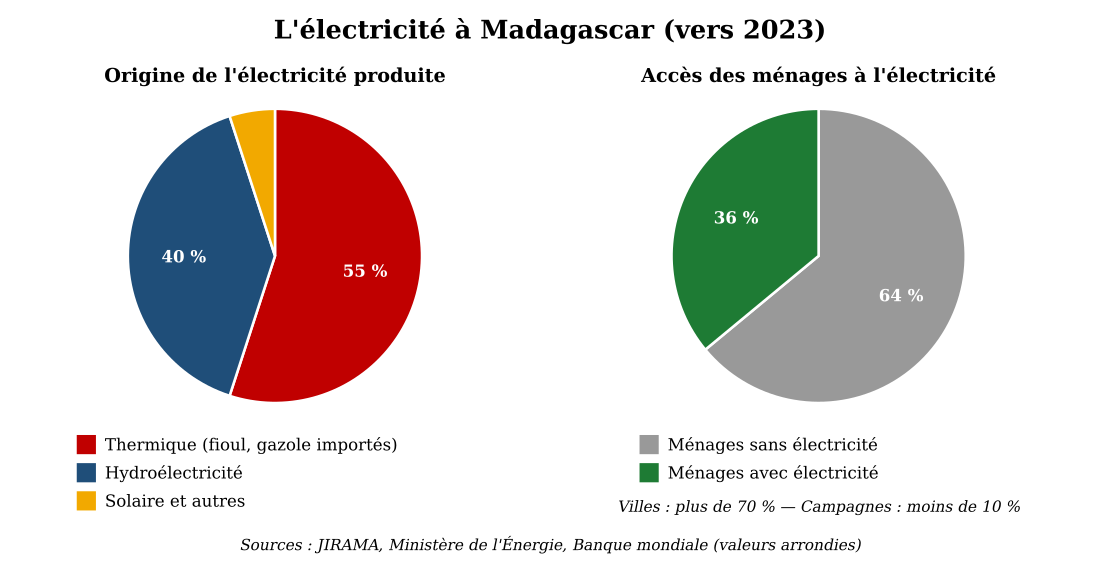 L'électricité à Madagascar (vers 2023)
Origine de l'électricité produite
40 %
55 %
Thermique (fioul, gazole importés)
Hydroélectricité
Solaire et autres
Accès des ménages à l'électricité
36 %
64 %
Ménages sans électricité
Ménages avec électricité
Villes : plus de 70 % — Campagnes : moins de 10 %
Sources : JIRAMA, Ministère de l'Énergie, Banque mondiale (valeurs arrondies)